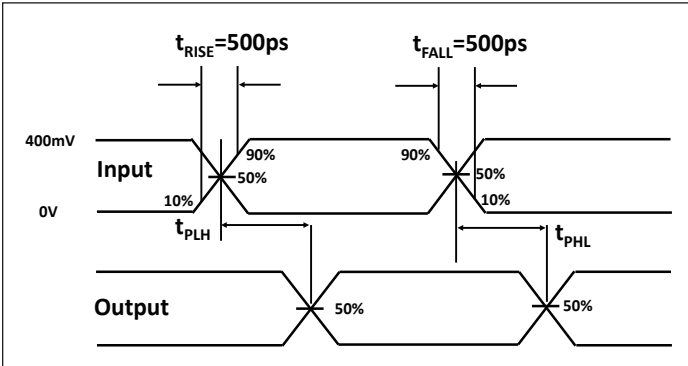 tRISE=500ps tFALL=500ps
400mV
Input
90% 90%
50% 50%
10% 10%
0V
tPLH tPHL
Output
50% 50%